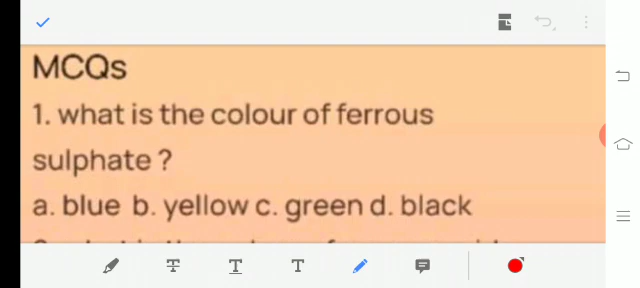 MCQs
1. what is the colour of ferrous
sulphate ?
a. blue b. yellow c. green d. black